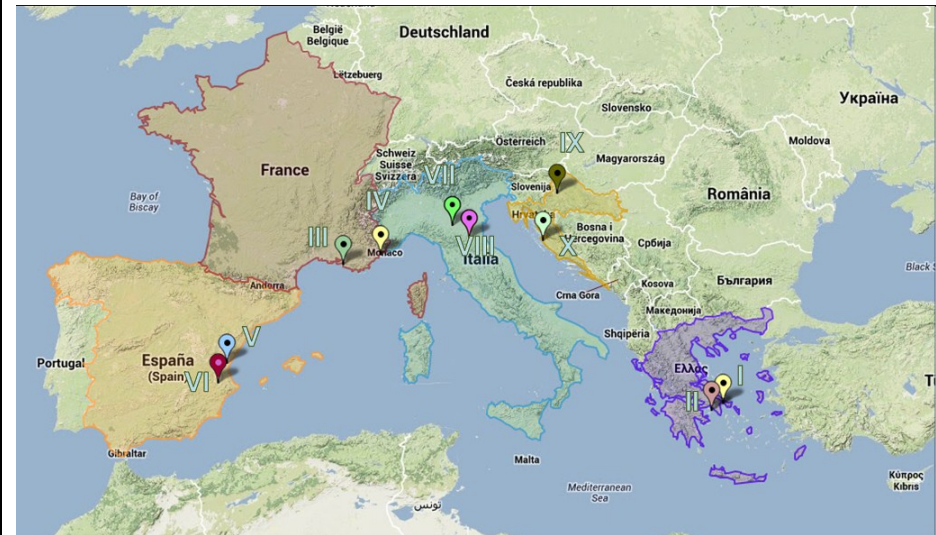 België
Belgique
Deutschland
Lëtzebuerg
Česká republika
Slovensko
Україна
Österreich
IX
Moldova
Schweiz
Suisse
Svizzera
Magyarország
France
VII
Slovenija
România
Bay of
Biscay
IV
Hrvatska
III
Monaco
VIII
Italia
X
Bosna i
Hercegovina
Србија
Black
Andorra
Crna Gora
Kosova
България
Македонија
Shqipëria
Portugal
España
(Spain)
V
VI
Ελλάς
I
II
Gibraltar
Malta
Mediterranean
Sea
تونس
Κύπρος
Kıbrıs